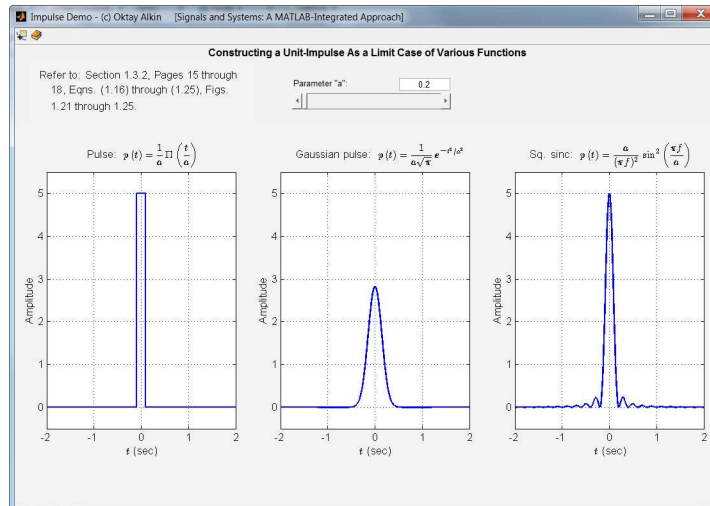 Impulse Demo - (c) Oktay Alkin [Signals and Systems: A MATLAB-Integrated Approach]
Constructing a Unit-Impulse As a Limit Case of Various Functions
Refer to: Section 1.3.2, Pages 15 through
18, Eqns. (1.16) through (1.25), Figs.
1.21 through 1.25.
Parameter "a":
0.2
Pulse: p (t) = 1/a Π (t/a)
Gaussian pulse: p (t) = 1/(a√π) e^(−t²/a²)
Sq. sinc: p (t) = a/(πf)² sin² (πf/a)
Amplitude
5
4
3
2
1
0
-2 -1 0 1 2
t (sec)
Amplitude
5
4
3
2
1
0
-2 -1 0 1 2
t (sec)
Amplitude
5
4
3
2
1
0
-2 -1 0 1 2
t (sec)